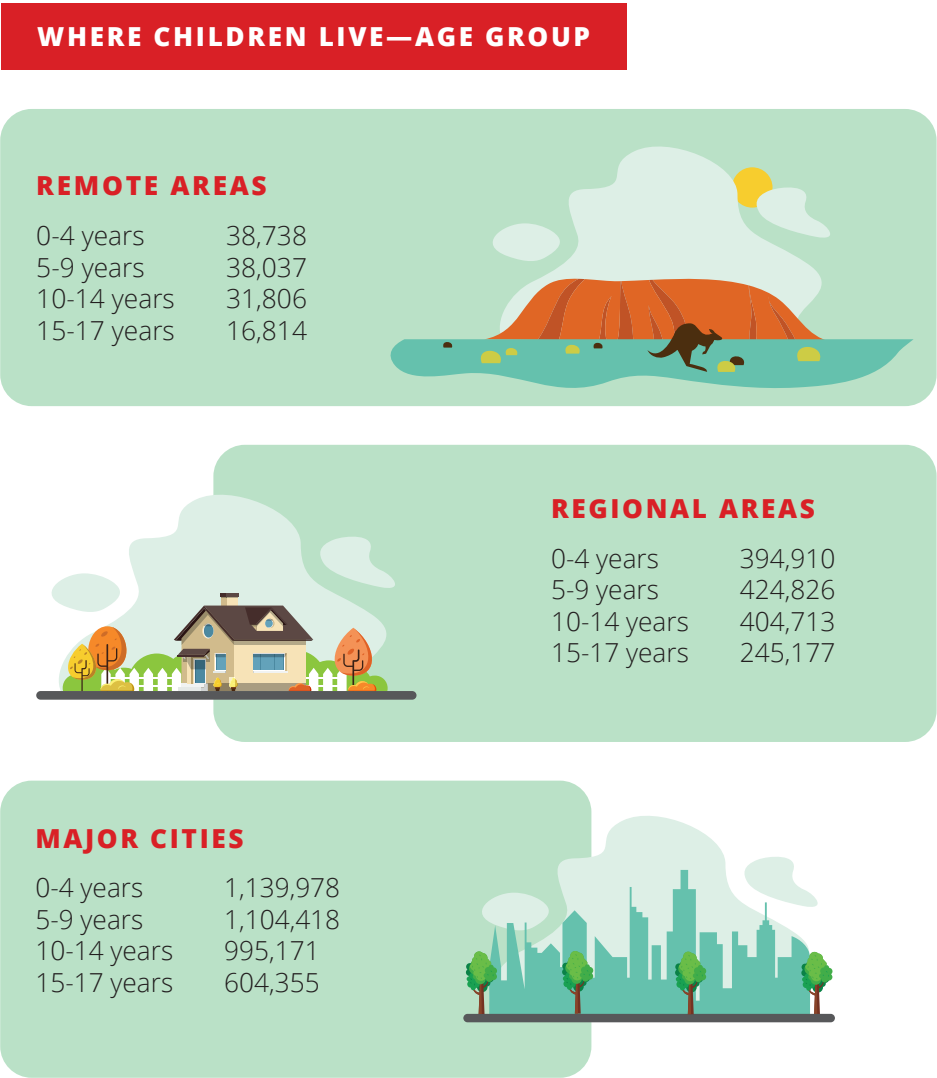 WHERE CHILDREN LIVE—AGE GROUP
REMOTE AREAS
0-4 years 38,738
5-9 years 38,037
10-14 years 31,806
15-17 years 16,814
REGIONAL AREAS
0-4 years 394,910
5-9 years 424,826
10-14 years 404,713
15-17 years 245,177
MAJOR CITIES
0-4 years 1,139,978
5-9 years 1,104,418
10-14 years 995,171
15-17 years 604,355